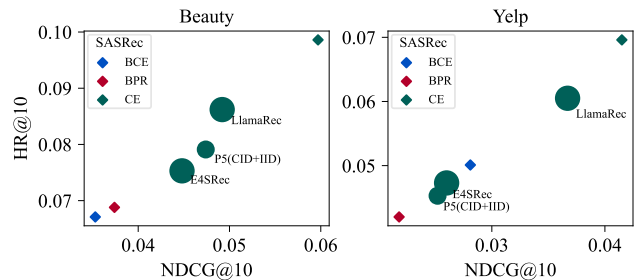 Beauty
HR@10
0.10
0.09
0.08
0.07
SASRec
BCE
BPR
CE
LlamaRec
P5(CID+IID)
E4SRec
0.04
0.05
0.06
NDCG@10
Yelp
0.07
0.06
0.05
SASRec
BCE
BPR
CE
LlamaRec
E4SRec
P5(CID+IID)
0.03
0.04
NDCG@10